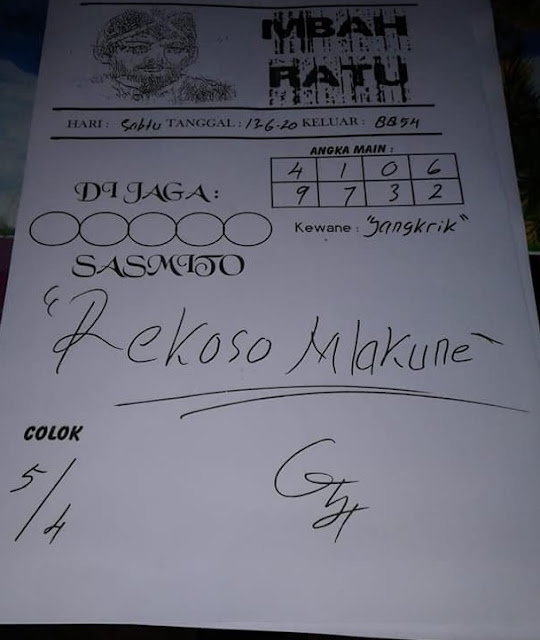 MBAH
RATU
HARI : Sabtu TANGGAL : 13-6-20 KELUAR : BB54
ANGKA MAIN :
4 1 0 6
9 7 3 2
DI JAGA :
Kewane : "Jangkrik"
SASMITO
"Rekoso Mlakune"
COLOK
5/4